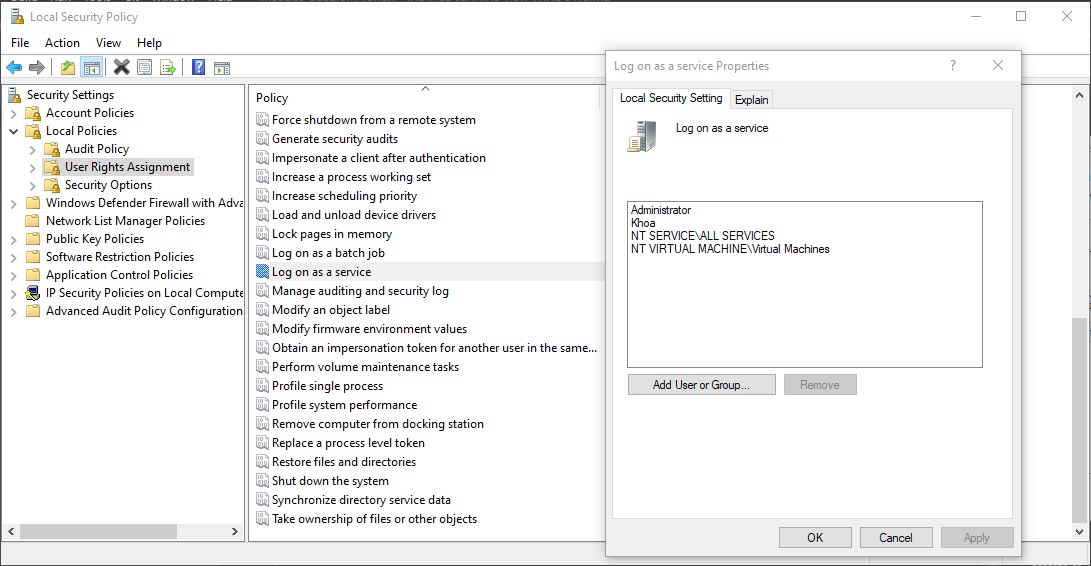 Local Security Policy
File Action View Help
Security Settings
Account Policies
Local Policies
Audit Policy
User Rights Assignment
Security Options
Windows Defender Firewall with Adva
Network List Manager Policies
Public Key Policies
Software Restriction Policies
Application Control Policies
IP Security Policies on Local Compute
Advanced Audit Policy Configuration
Policy
Force shutdown from a remote system
Generate security audits
Impersonate a client after authentication
Increase a process working set
Increase scheduling priority
Load and unload device drivers
Lock pages in memory
Log on as a batch job
Log on as a service
Manage auditing and security log
Modify an object label
Modify firmware environment values
Obtain an impersonation token for another user in the same...
Perform volume maintenance tasks
Profile single process
Profile system performance
Remove computer from docking station
Replace a process level token
Restore files and directories
Shut down the system
Synchronize directory service data
Take ownership of files or other objects
Log on as a service Properties
?
Local Security Setting Explain
Log on as a service
Administrator
Khoa
NT SERVICE\ALL SERVICES
NT VIRTUAL MACHINE\Virtual Machines
Add User or Group... Remove
OK Cancel Apply